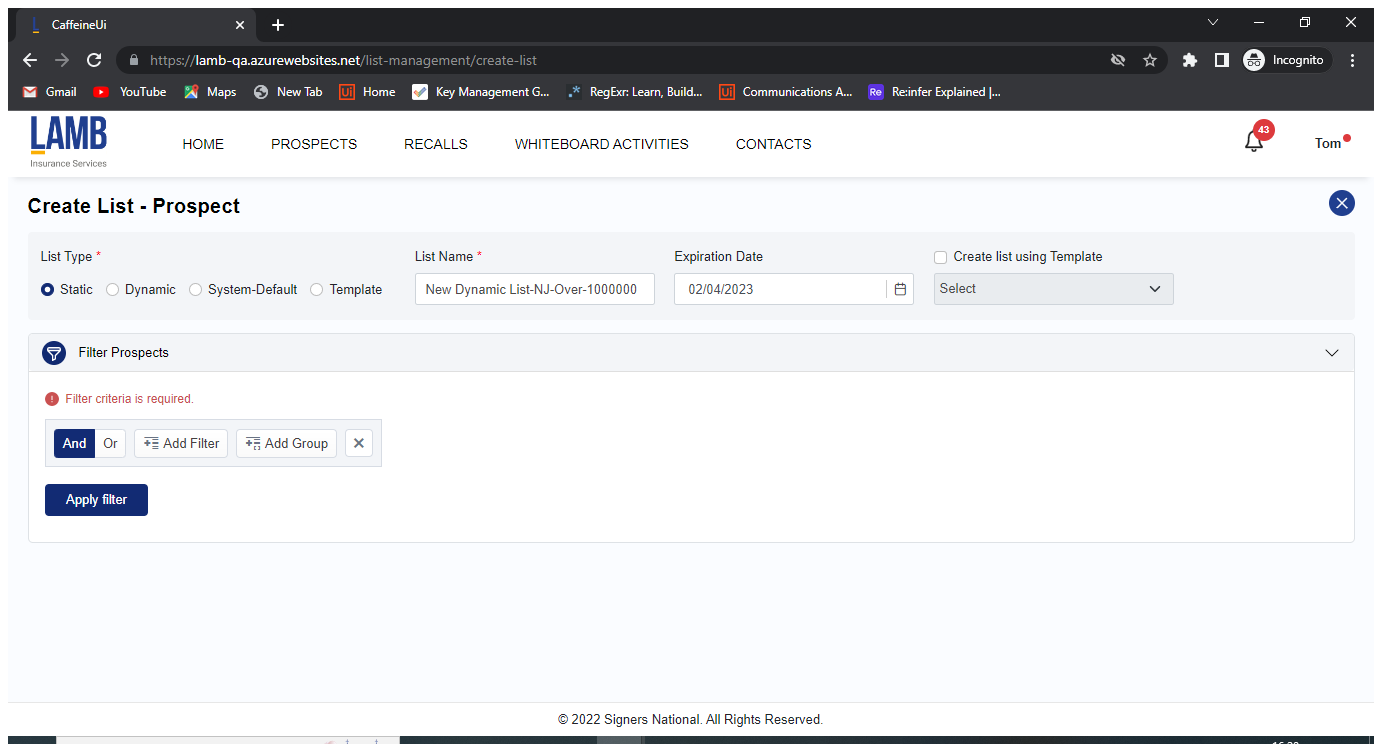 CaffeineUi
https://lamb-qa.azurewebsites.net/list-management/create-list
Incognito
Gmail YouTube Maps New Tab Ui Home Key Management G... .* RegExr: Learn, Build... Ui Communications A... Re Re:infer Explained |...
LAMB
Insurance Services
HOME PROSPECTS RECALLS WHITEBOARD ACTIVITIES CONTACTS
43
Tom
Create List - Prospect
List Type * List Name * Expiration Date Create list using Template
Static Dynamic System-Default Template New Dynamic List-NJ-Over-1000000 02/04/2023 Select
Filter Prospects
Filter criteria is required.
And Or Add Filter Add Group
Apply filter
© 2022 Signers National. All Rights Reserved.